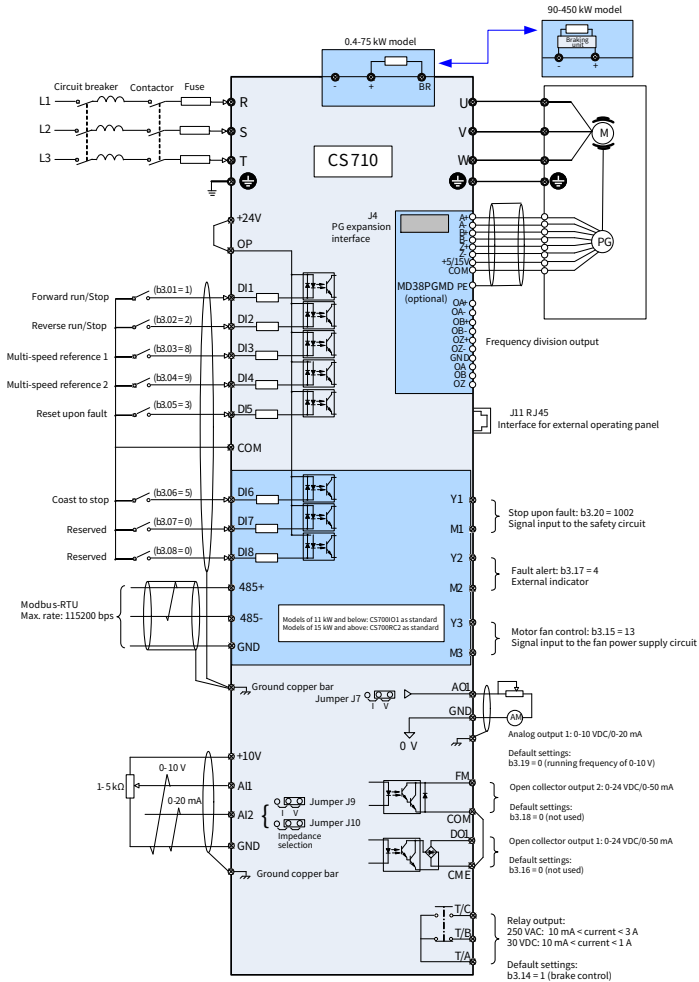 90-450 kW model
Braking
unit
-
+
0.4-75 kW model
-
+
BR
Circuit breaker
Contactor
Fuse
L1
R
U
L2
S
V
M
L3
T
W
CS710
+24V
OP
J4
PG expansion
interface
A+
A-
B+
B-
Z+
Z-
+5/15V
COM
PG
MD38PGMD
(optional)
PE
OA+
OA-
OB+
OB-
OZ+
OZ-
GND
OA
OB
OZ
Frequency division output
Forward run/Stop
(b3.01 = 1)
DI1
Reverse run/Stop
(b3.02 = 2)
DI2
Multi-speed reference 1
(b3.03 = 8)
DI3
Multi-speed reference 2
(b3.04 = 9)
DI4
Reset upon fault
(b3.05 = 3)
DI5
J11 RJ45
Interface for external operating panel
COM
Coast to stop
(b3.06 = 5)
DI6
Reserved
(b3.07 = 0)
DI7
Reserved
(b3.08 = 0)
DI8
Y1
M1
Stop upon fault: b3.20 = 1002
Signal input to the safety circuit
Y2
M2
Fault alert: b3.17 = 4
External indicator
Y3
M3
Motor fan control: b3.15 = 13
Signal input to the fan power supply circuit
Modbus-RTU
Max. rate: 115200 bps
485+
485-
GND
Models of 11 kW and below: CS700IO1 as standard
Models of 15 kW and above: CS700RC2 as standard
Ground copper bar
Jumper J7
I V
AO1
GND
0 V
AM
Analog output 1: 0-10 VDC/0-20 mA
Default settings:
b3.19 = 0 (running frequency of 0-10 V)
+10V
0- 10 V
1- 5 kΩ
AI1
0-20 mA
AI2
Jumper J9
I V
Jumper J10
Impedance
selection
GND
Ground copper bar
FM
COM
Open collector output 2: 0-24 VDC/0-50 mA
Default settings:
b3.18 = 0 (not used)
DO1
CME
Open collector output 1: 0-24 VDC/0-50 mA
Default settings:
b3.16 = 0 (not used)
T/C
T/B
T/A
Relay output:
250 VAC: 10 mA < current < 3 A
30 VDC: 10 mA < current < 1 A
Default settings:
b3.14 = 1 (brake control)